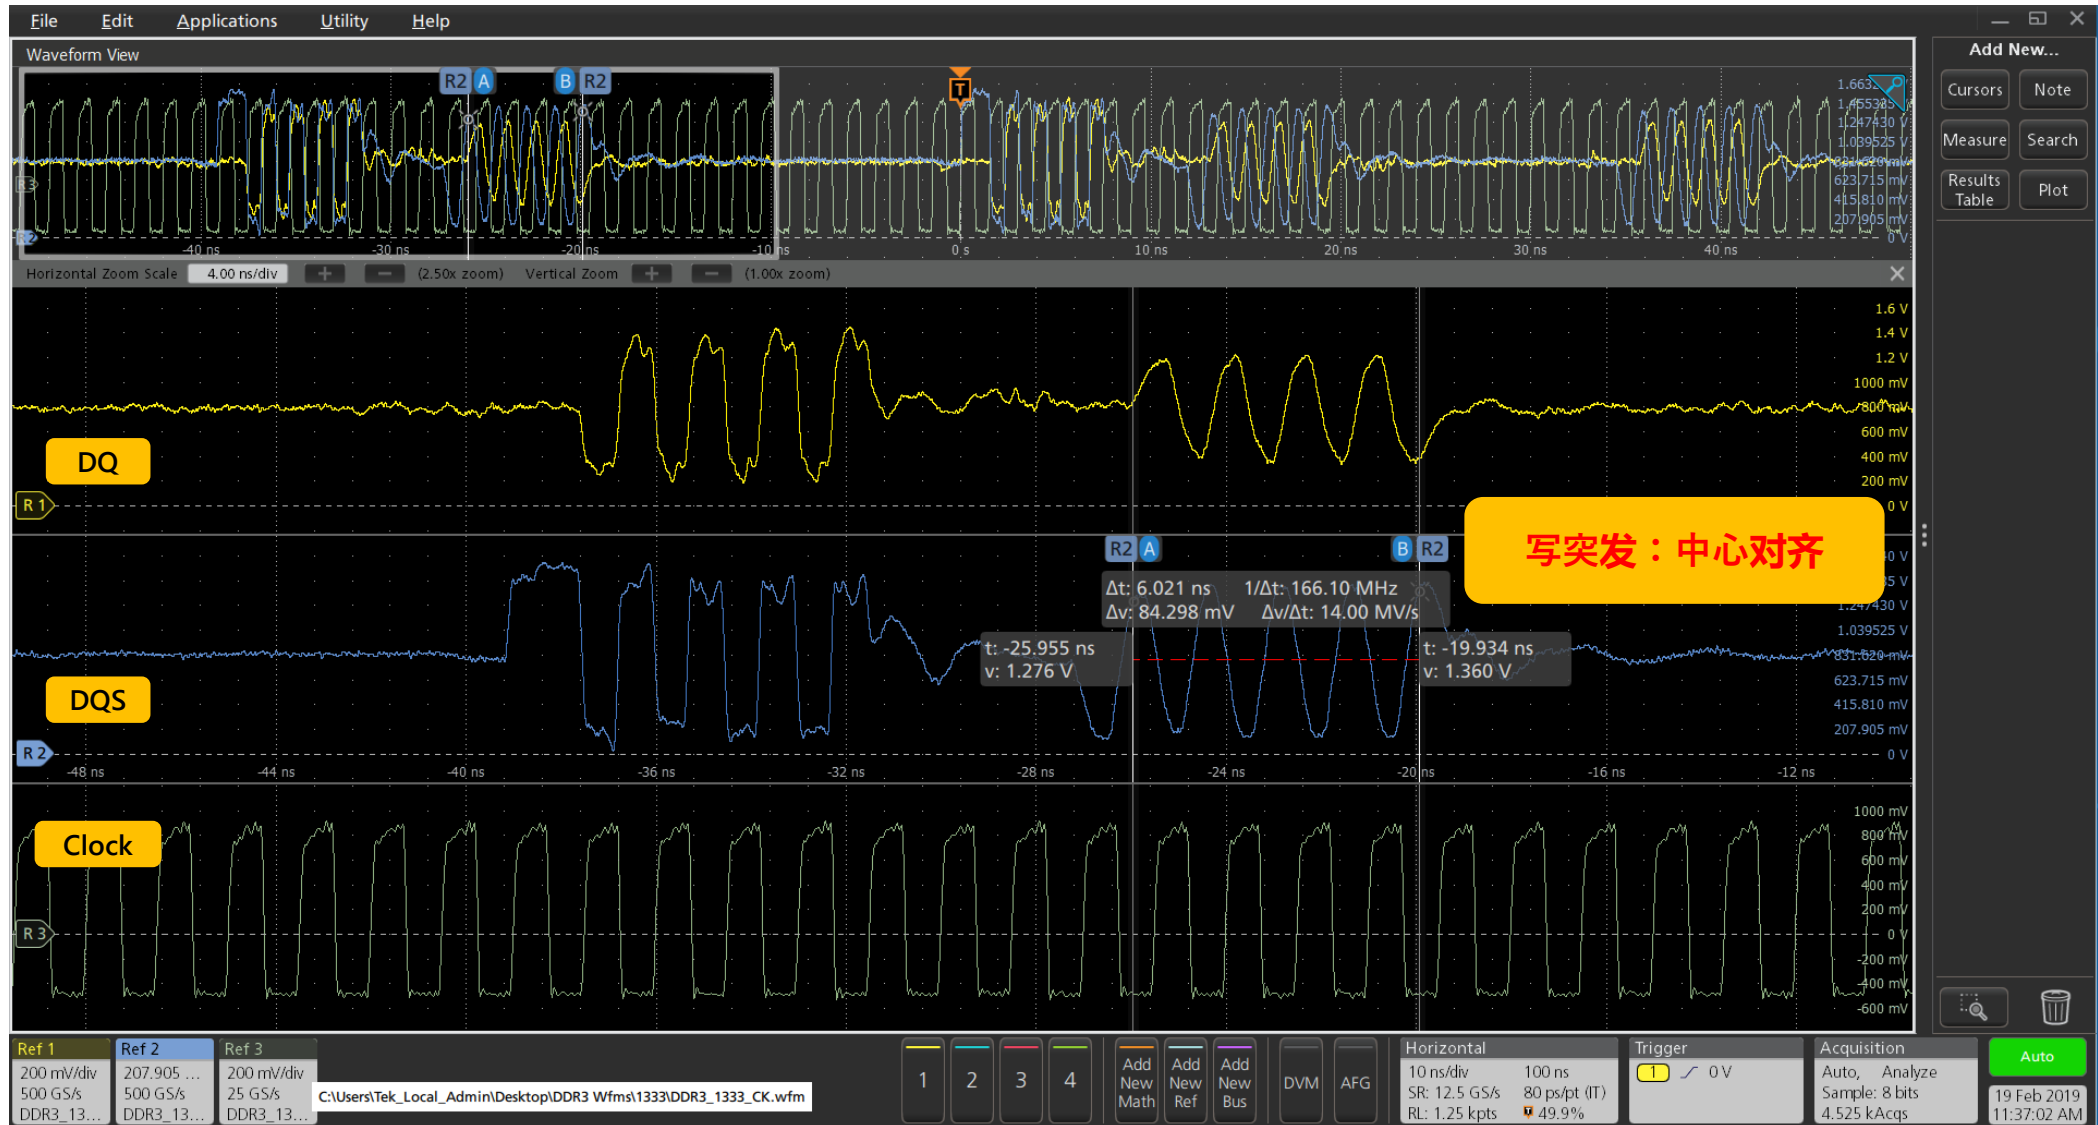 File Edit Applications Utility Help
Waveform View
Add New...
Cursors Note
Measure Search
Results Table Plot
R2 A B R2
T
1.455335
1.247430 V
1.039525 V
623.715 mV
415.810 mV
207.905 mV
0 V
R3
R2
-40 ns -30 ns -20 ns -10 ns 0 s 10 ns 20 ns 30 ns 40 ns
Horizontal Zoom Scale 4.00 ns/div + − (2.50x zoom) Vertical Zoom + − (1.00x zoom)
1.6 V
1.4 V
1.2 V
1000 mV
800 mV
600 mV
400 mV
200 mV
0 V
DQ
R 1
写突发：中心对齐
R2 A B R2
Δt: 6.021 ns 1/Δt: 166.10 MHz
Δv: 84.298 mV Δv/Δt: 14.00 MV/s
1.247430 V
1.039525 V
t: -25.955 ns
v: 1.276 V
t: -19.934 ns
v: 1.360 V
831.620 mV
623.715 mV
415.810 mV
207.905 mV
0 V
DQS
R 2
-48 ns -44 ns -40 ns -36 ns -32 ns -28 ns -24 ns -20 ns -16 ns -12 ns
Clock
1000 mV
800 mV
600 mV
400 mV
200 mV
0 V
-200 mV
-400 mV
-600 mV
R 3
Ref 1
200 mV/div
500 GS/s
DDR3_13...
Ref 2
207.905 ...
500 GS/s
DDR3_13...
Ref 3
200 mV/div
25 GS/s
DDR3_13...
C:\Users\Tek_Local_Admin\Desktop\DDR3 Wfms\1333\DDR3_1333_CK.wfm
1 2 3 4
Add New Math
Add New Ref
Add New Bus
DVM AFG
Horizontal
10 ns/div 100 ns
SR: 12.5 GS/s 80 ps/pt (IT)
RL: 1.25 kpts 49.9%
Trigger
1 0 V
Acquisition
Auto, Analyze
Sample: 8 bits
4.525 kAcqs
Auto
19 Feb 2019
11:37:02 AM